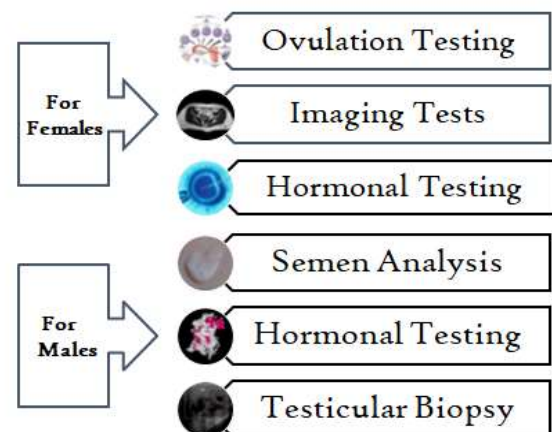 For
Females
Ovulation Testing
Imaging Tests
Hormonal Testing
For
Males
Semen Analysis
Hormonal Testing
Testicular Biopsy